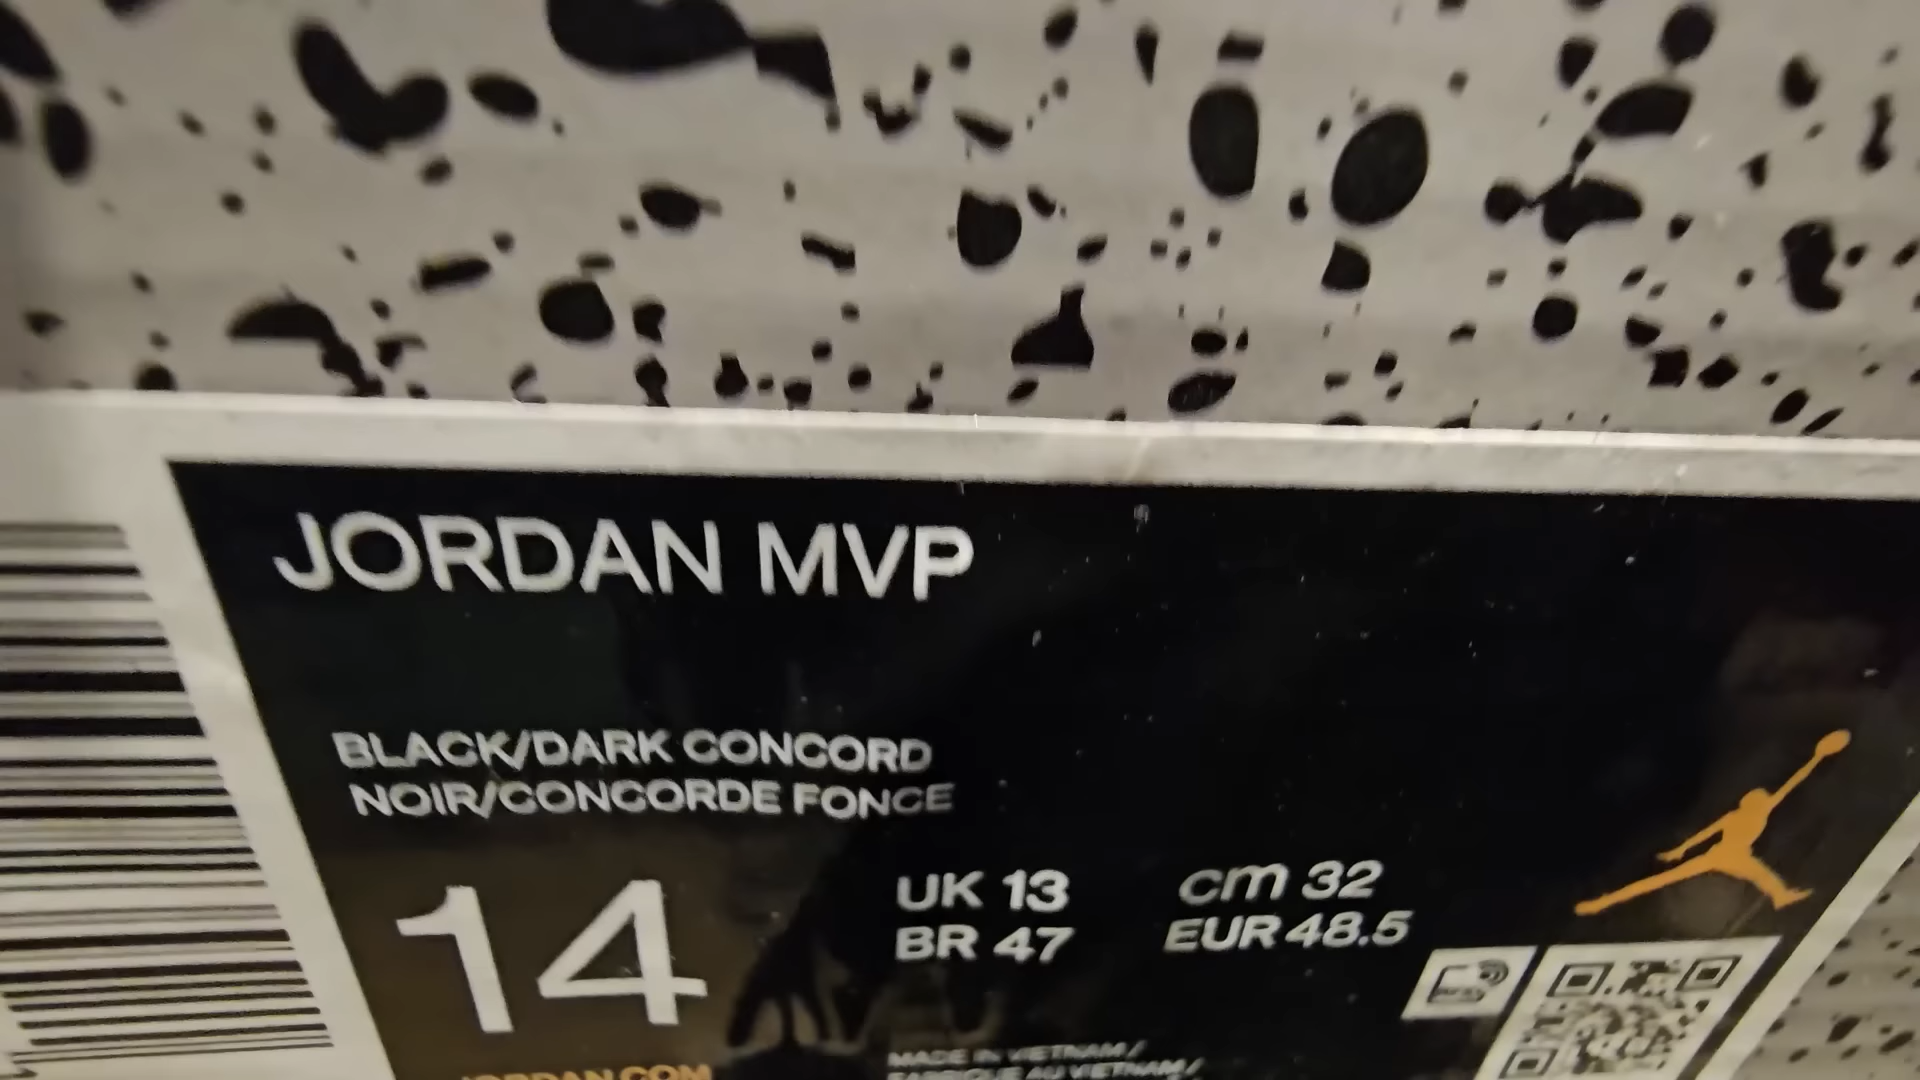 JORDAN MVP
BLACK/DARK CONCORD
NOIR/CONCORDE FONCE
14
UK 13
BR 47
cm 32
EUR 48.5
JORDAN.COM
MADE IN VIETNAM /
FABRIQUE AU VIETNAM /